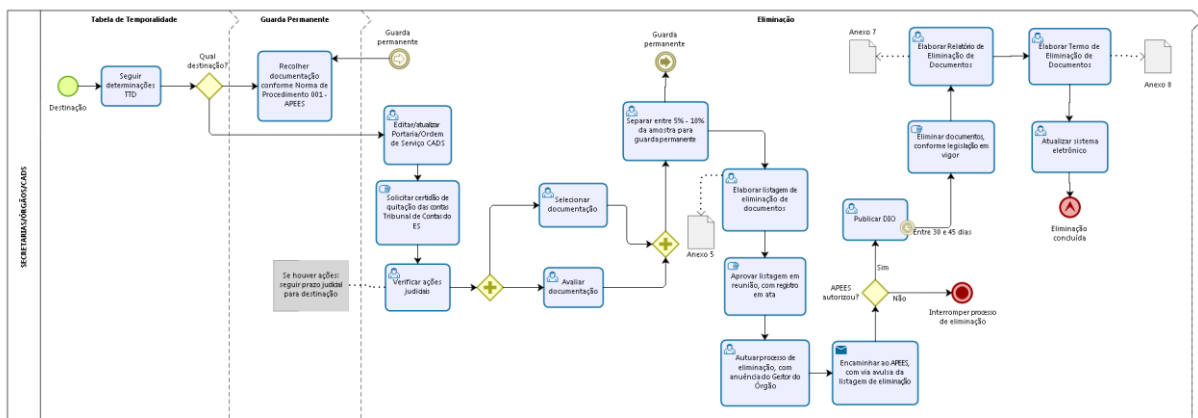 SECRETARIAS/ÓRGÃOS/CADS
Tabela de Temporalidade
Guarda Permanente
Eliminação
Destinação
Seguir
determinações
TTD
Qual
destinação?
Recolher
documentação
conforme Norma de
Procedimento 001 -
APEES
Guarda
permanente
Editar/atualizar
Portaria/Ordem
de Serviço CADS
Solicitar certidão de
quitação das contas
Tribunal de Contas do
ES
Verificar ações
judiciais
Se houver ações:
seguir prazo judicial
para destinação
Selecionar
documentação
Avaliar
documentação
Guarda
permanente
Separar entre 5% - 10%
da amostra para
guarda permanente
Elaborar listagem de
eliminação de
documentos
Anexo 5
Aprovar listagem em
reunião, com registro
em ata
Autuar processo de
eliminação, com
anuência do Gestor do
Órgão
Encaminhar ao APEES,
com via avulsa da
listagem de eliminação
APEES
autorizou?
Sim
Não
Interromper processo
de eliminação
Publicar DIO
Entre 30 e 45 dias
Eliminar documentos,
conforme legislação em
vigor
Anexo 7
Elaborar Relatório de
Eliminação de
Documentos
Elaborar Termo de
Eliminação de
Documentos
Anexo 8
Atualizar sistema
eletrônico
Eliminação
concluída